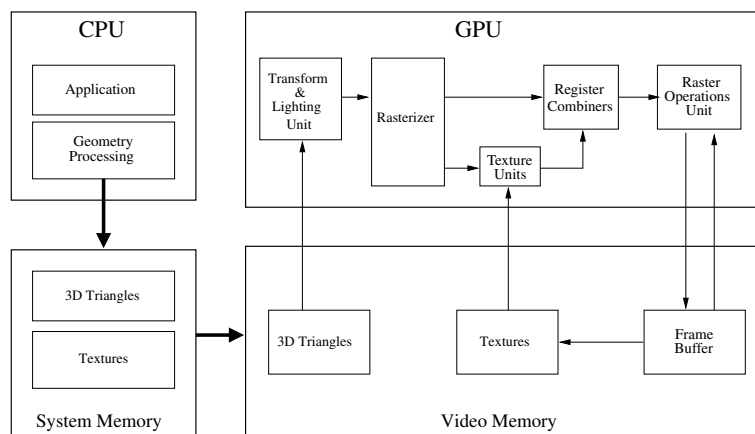 CPU
Application
Geometry
Processing
GPU
Transform
&
Lighting
Unit
Rasterizer
Register
Combiners
Texture
Units
Raster
Operations
Unit
3D Triangles
Textures
System Memory
3D Triangles
Textures
Frame
Buffer
Video Memory